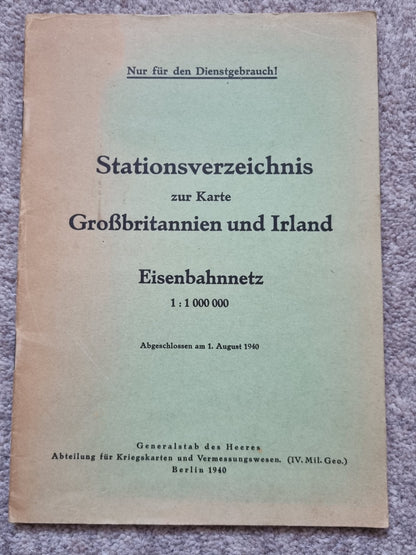 Nur für den Dienstgebrauch!
Stationsverzeichnis
zur Karte
Großbritannien und Irland
Eisenbahnnetz
1 : 1 000 000
Abgeschlossen am 1. August 1940
Generalstab des Heeres
Abteilung für Kriegskarten und Vermessungswesen. (IV. Mil. Geo.)
Berlin 1940